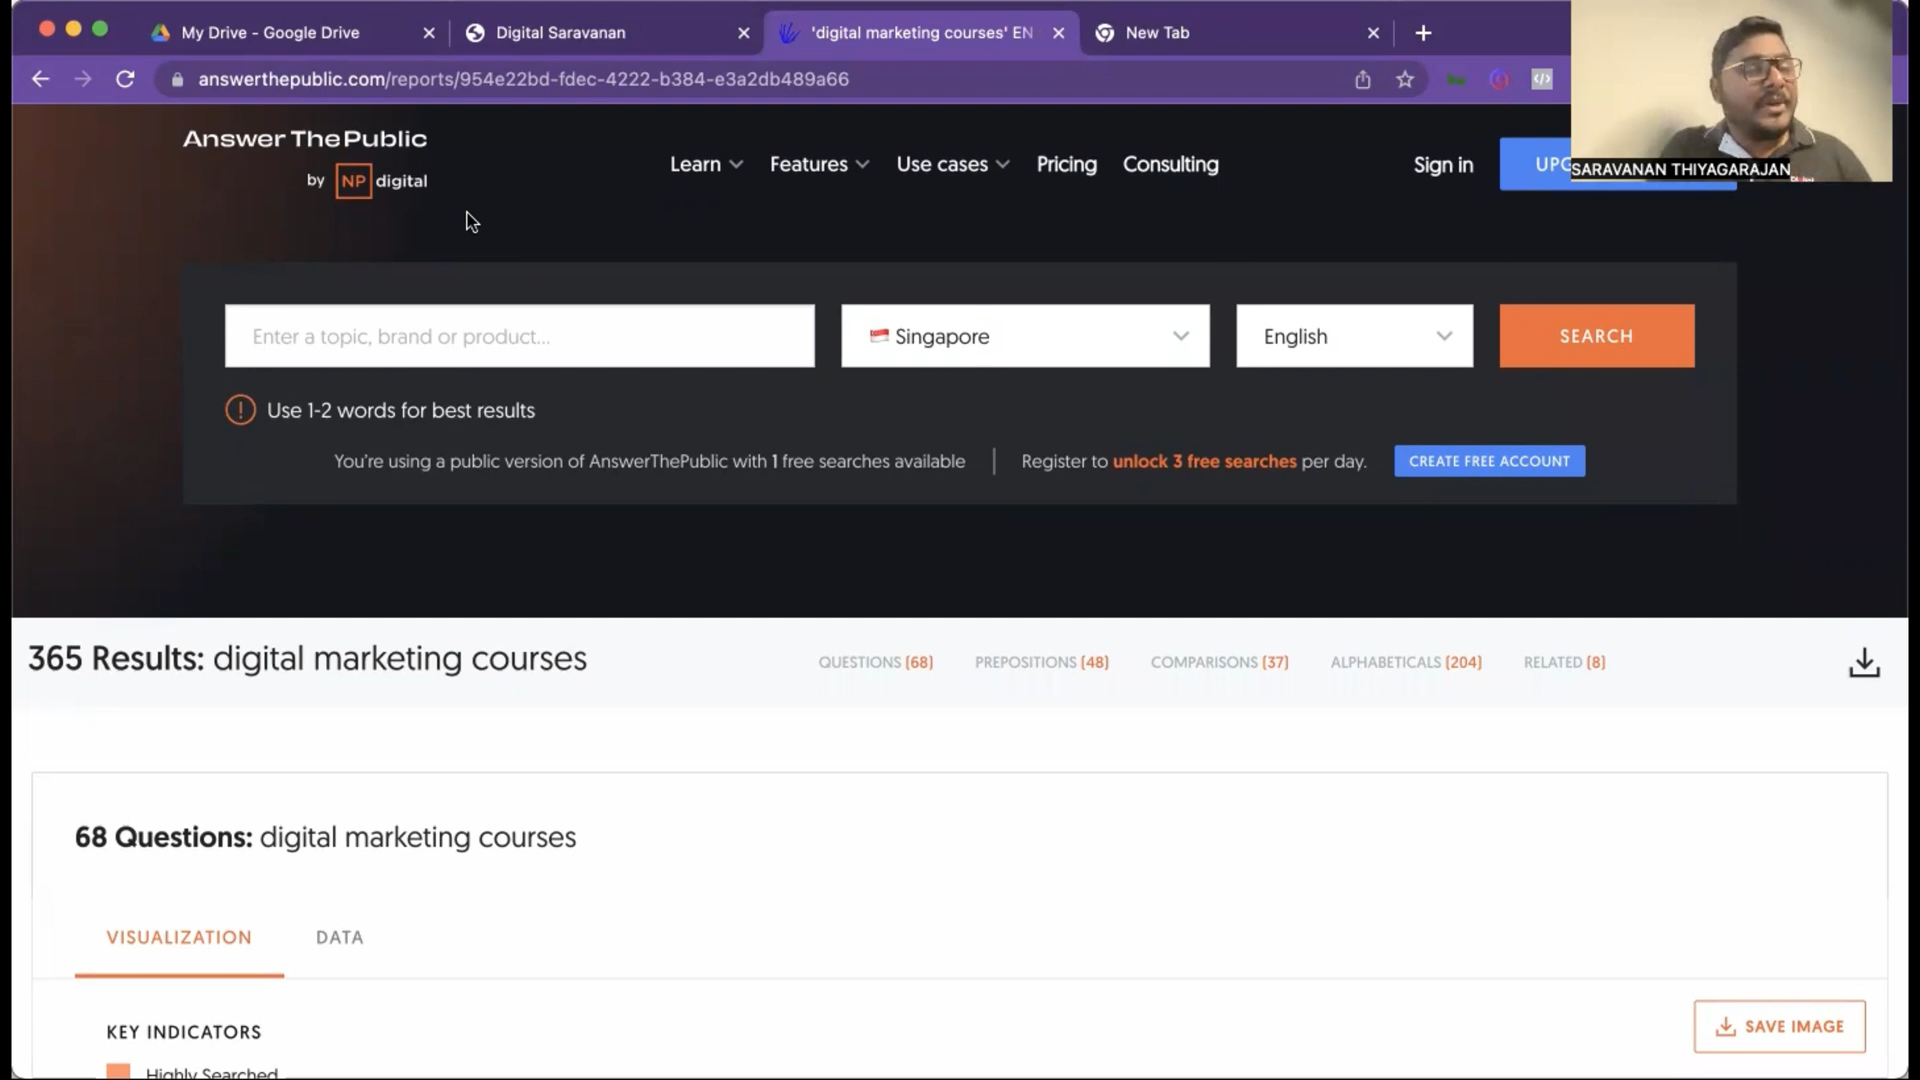 My Drive - Google Drive
Digital Saravanan
'digital marketing courses' EN
New Tab
answerthepublic.com/reports/954e22bd-fdec-4222-b384-e3a2db489a66
Answer The Public
by NP digital
Learn
Features
Use cases
Pricing
Consulting
Sign in
UPG
SARAVANAN THIYAGARAJAN
Enter a topic, brand or product...
Singapore
English
SEARCH
Use 1-2 words for best results
You're using a public version of AnswerThePublic with 1 free searches available
Register to unlock 3 free searches per day.
CREATE FREE ACCOUNT
365 Results: digital marketing courses
QUESTIONS (68)
PREPOSITIONS (48)
COMPARISONS (37)
ALPHABETICALS (204)
RELATED (8)
68 Questions: digital marketing courses
VISUALIZATION
DATA
KEY INDICATORS
SAVE IMAGE
Highly Searched